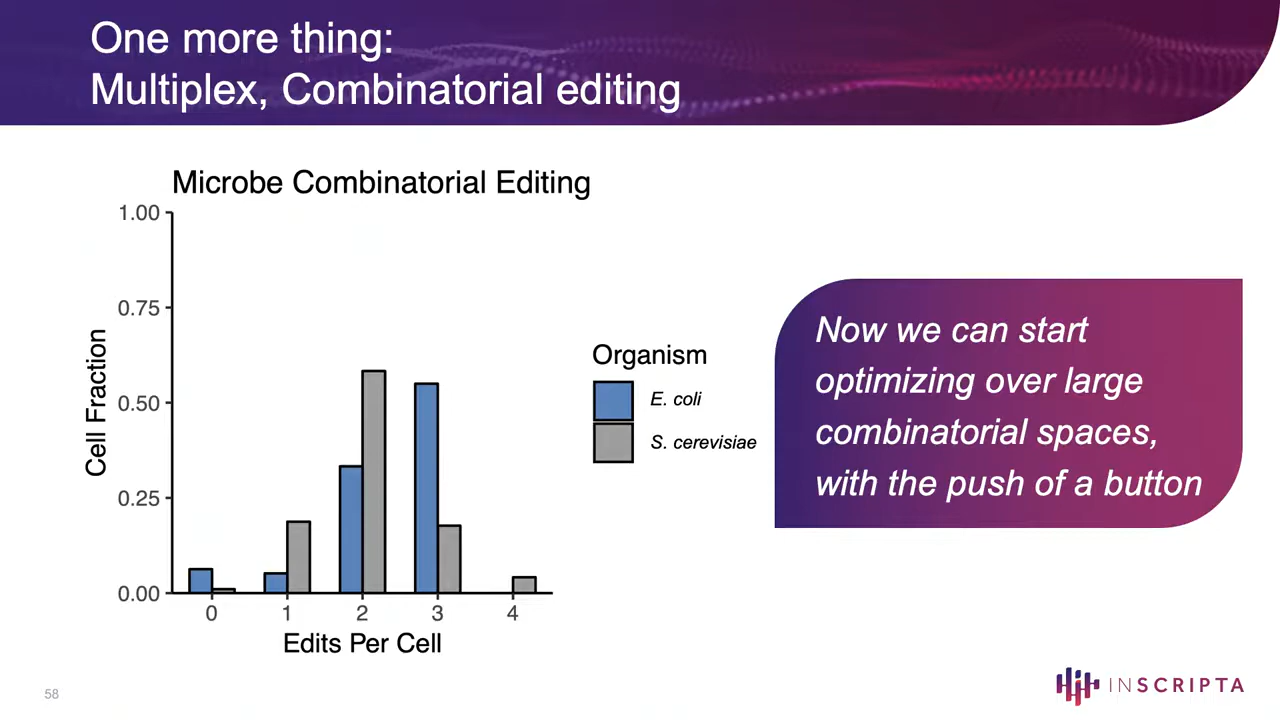 One more thing:
Multiplex, Combinatorial editing
Microbe Combinatorial Editing
1.00
0.75
0.50
0.25
0.00
Cell Fraction
0
1
2
3
4
Edits Per Cell
Organism
E. coli
S. cerevisiae
Now we can start
optimizing over large
combinatorial spaces,
with the push of a button
58
INSCRIPTA